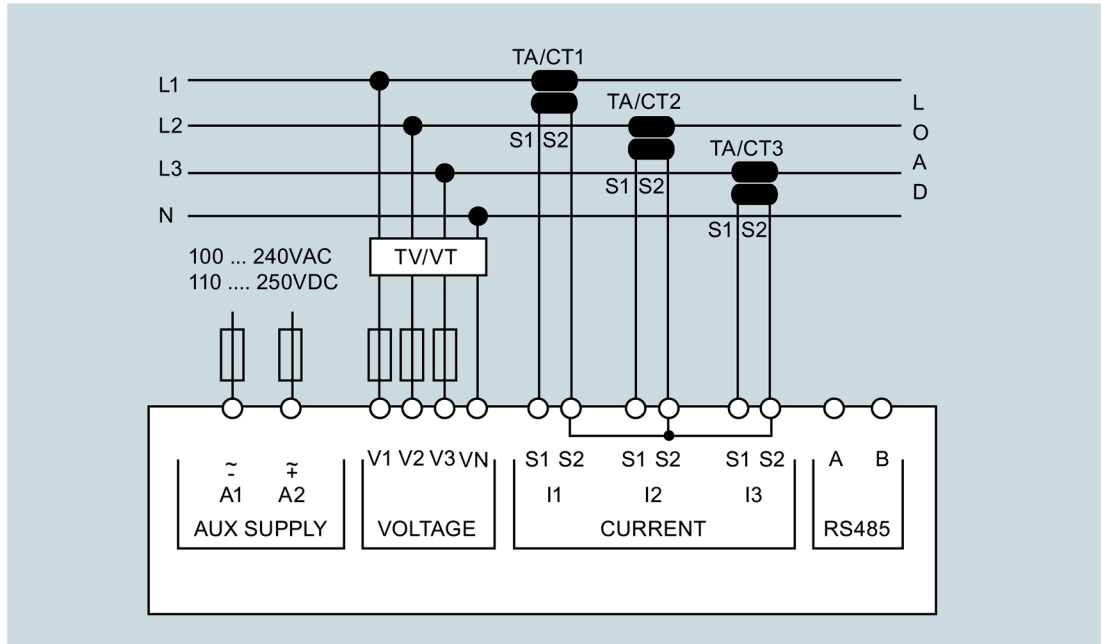 TA/CT1
L1
TA/CT2
L
L2
S1 S2
O
TA/CT3
A
L3
S1 S2
D
N
S1 S2
100 ... 240VAC
TV/VT
110 .... 250VDC
V1 V2 V3 VN S1 S2 S1 S2 S1 S2 A B
~ ~
- +
A1 A2 I1 I2 I3
AUX SUPPLY VOLTAGE CURRENT RS485